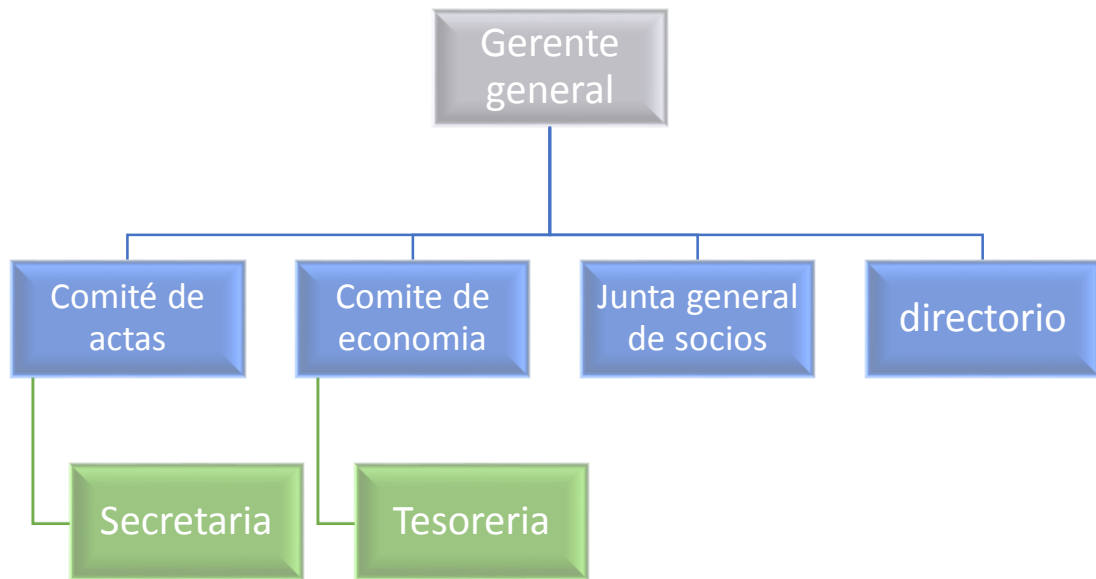 Gerente
general
Comité de
actas
Comite de
economia
Junta general
de socios
directorio
Secretaria
Tesoreria